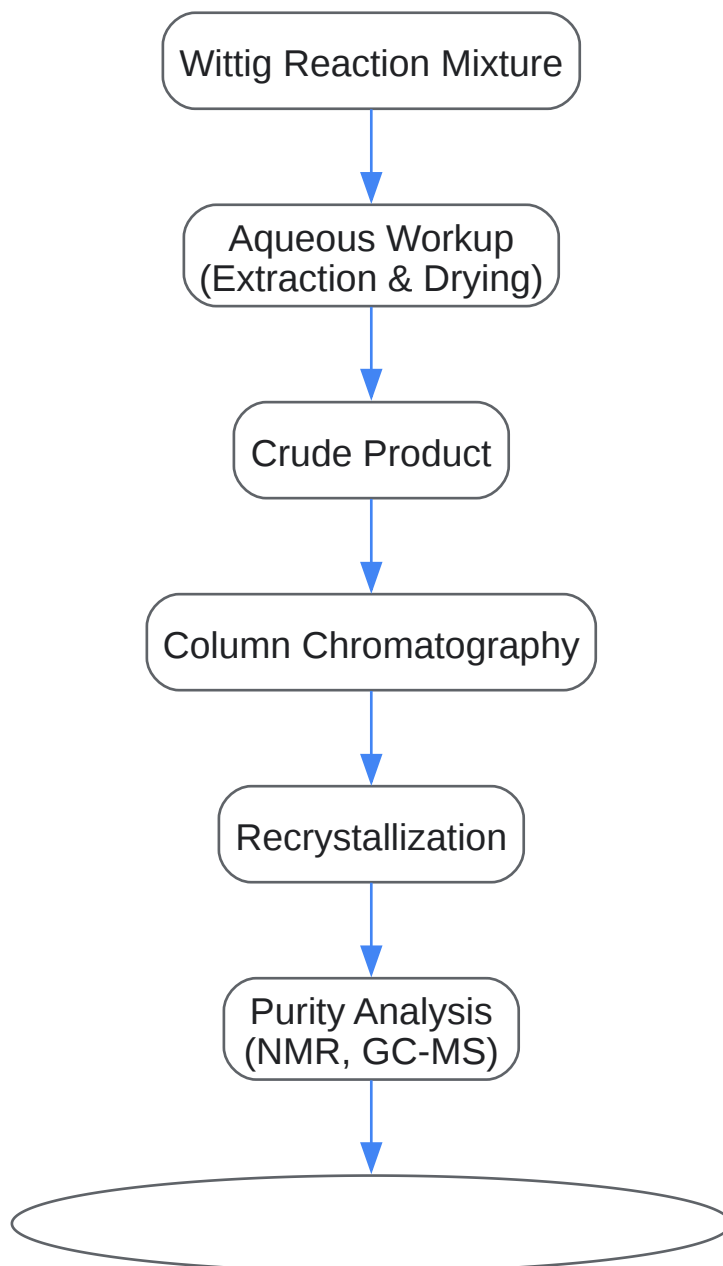 Wittig Reaction Mixture
Aqueous Workup
(Extraction & Drying)
Crude Product
Column Chromatography
Recrystallization
Purity Analysis
(NMR, GC-MS)